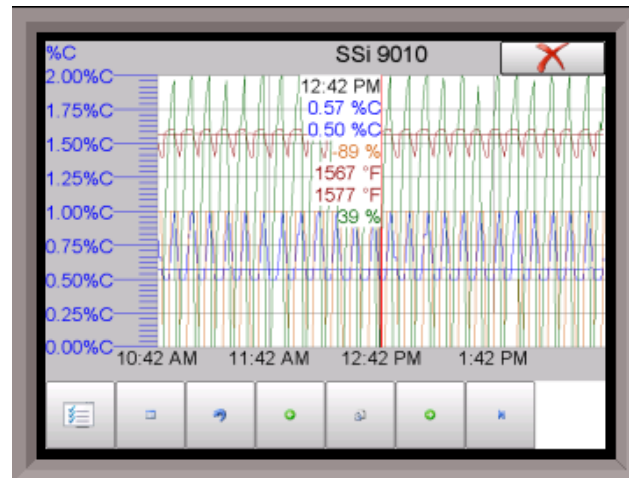 %C
SSi 9010
2.00%C
1.75%C
1.50%C
1.25%C
1.00%C
0.75%C
0.50%C
0.25%C
0.00%C
12:42 PM
0.57 %C
0.50 %C
-89 %
1567 °F
1577 °F
39 %
10:42 AM 11:42 AM 12:42 PM 1:42 PM